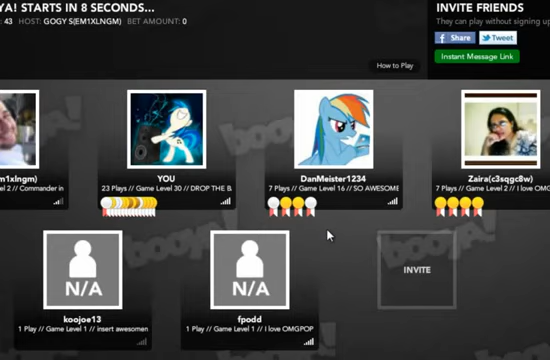 YA! STARTS IN 8 SECONDS...
: 43 HOST: GOGY S(EM1XLNGM) BET AMOUNT: 0
INVITE FRIENDS
They can play without signing up
Share
Tweet
Instant Message Link
How to Play
m1xlngm)
YOU
DanMeister1234
Zaira(c3sqgc8w)
el 2 // Commander in
23 Plays // Game Level 30 // DROP THE B
7 Plays // Game Level 16 // SO AWESOME
7 Plays // Game Level 2 // I love OMG
N/A
N/A
INVITE
koojoe13
fpodd
1 Play // Game Level 1 // insert awesomen
1 Play // Game Level 1 // I love OMGPOP
booya!